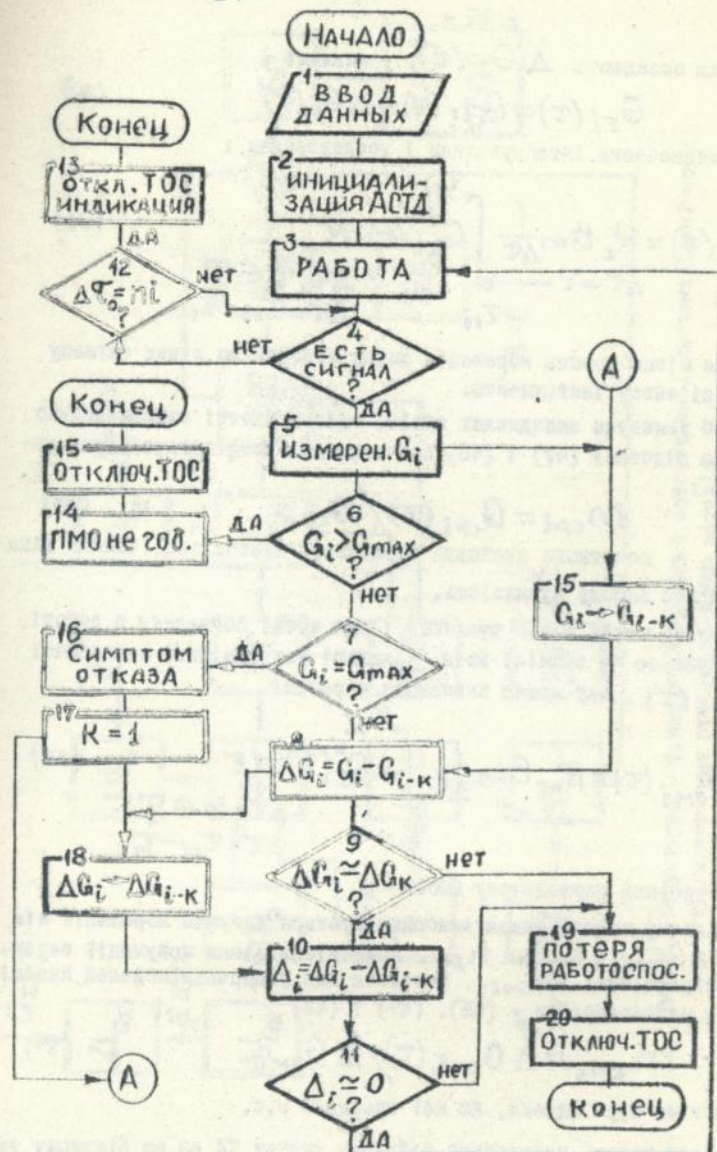 НАЧАЛО
1
ВВОД
ДАННЫХ
Конец
13
ОТКЛ. ТОС
ИНДИКАЦИЯ
2
ИНИЦИАЛИ-
ЗАЦИЯ АСТД
ДА
12
Δτ₀=ni
?
нет
3
РАБОТА
4
ЕСТЬ
СИГНАЛ
?
нет
ДА
А
Конец
15
ОТКЛЮЧ. ТОС
5
ИЗМЕРЕН. Gi
14
ПМО НЕ ГОД.
ДА
6
Gi>Gmax
?
нет
15
Gi → Gi-к
16
СИМПТОМ
ОТКАЗА
ДА
7
Gi=Gmax
?
нет
17
К = 1
8
ΔGi=Gi-Gi-к
18
ΔGi → ΔGi-к
9
ΔGi≃ΔGк
?
нет
ДА
10
Δi=ΔGi-ΔGi-к
19
ПОТЕРЯ
РАБОТОСПОС.
20
ОТКЛЮЧ. ТОС
А
11
Δi≃0
?
нет
ДА
Конец